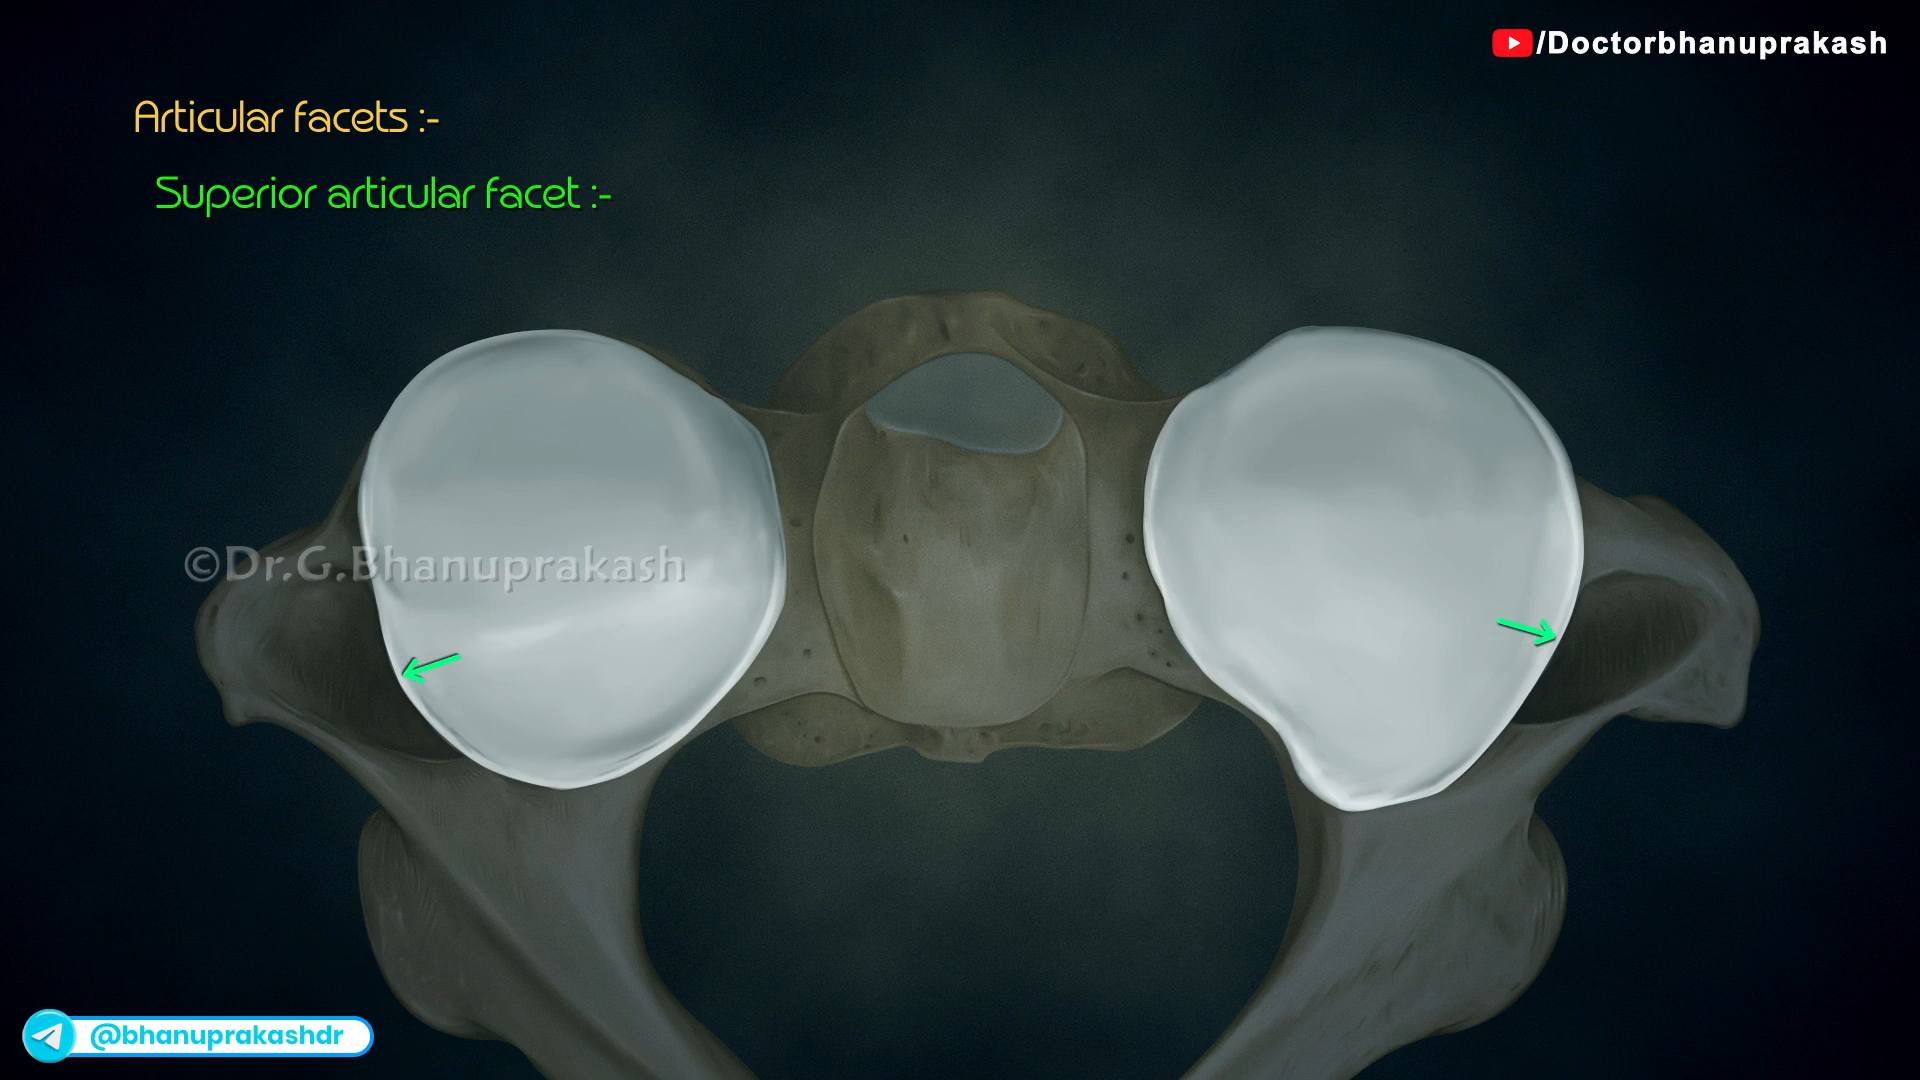 /Doctorbhanuprakash
Articular facets :-
Superior articular facet :-
©Dr.G.Bhanuprakash
@bhanuprakashdr